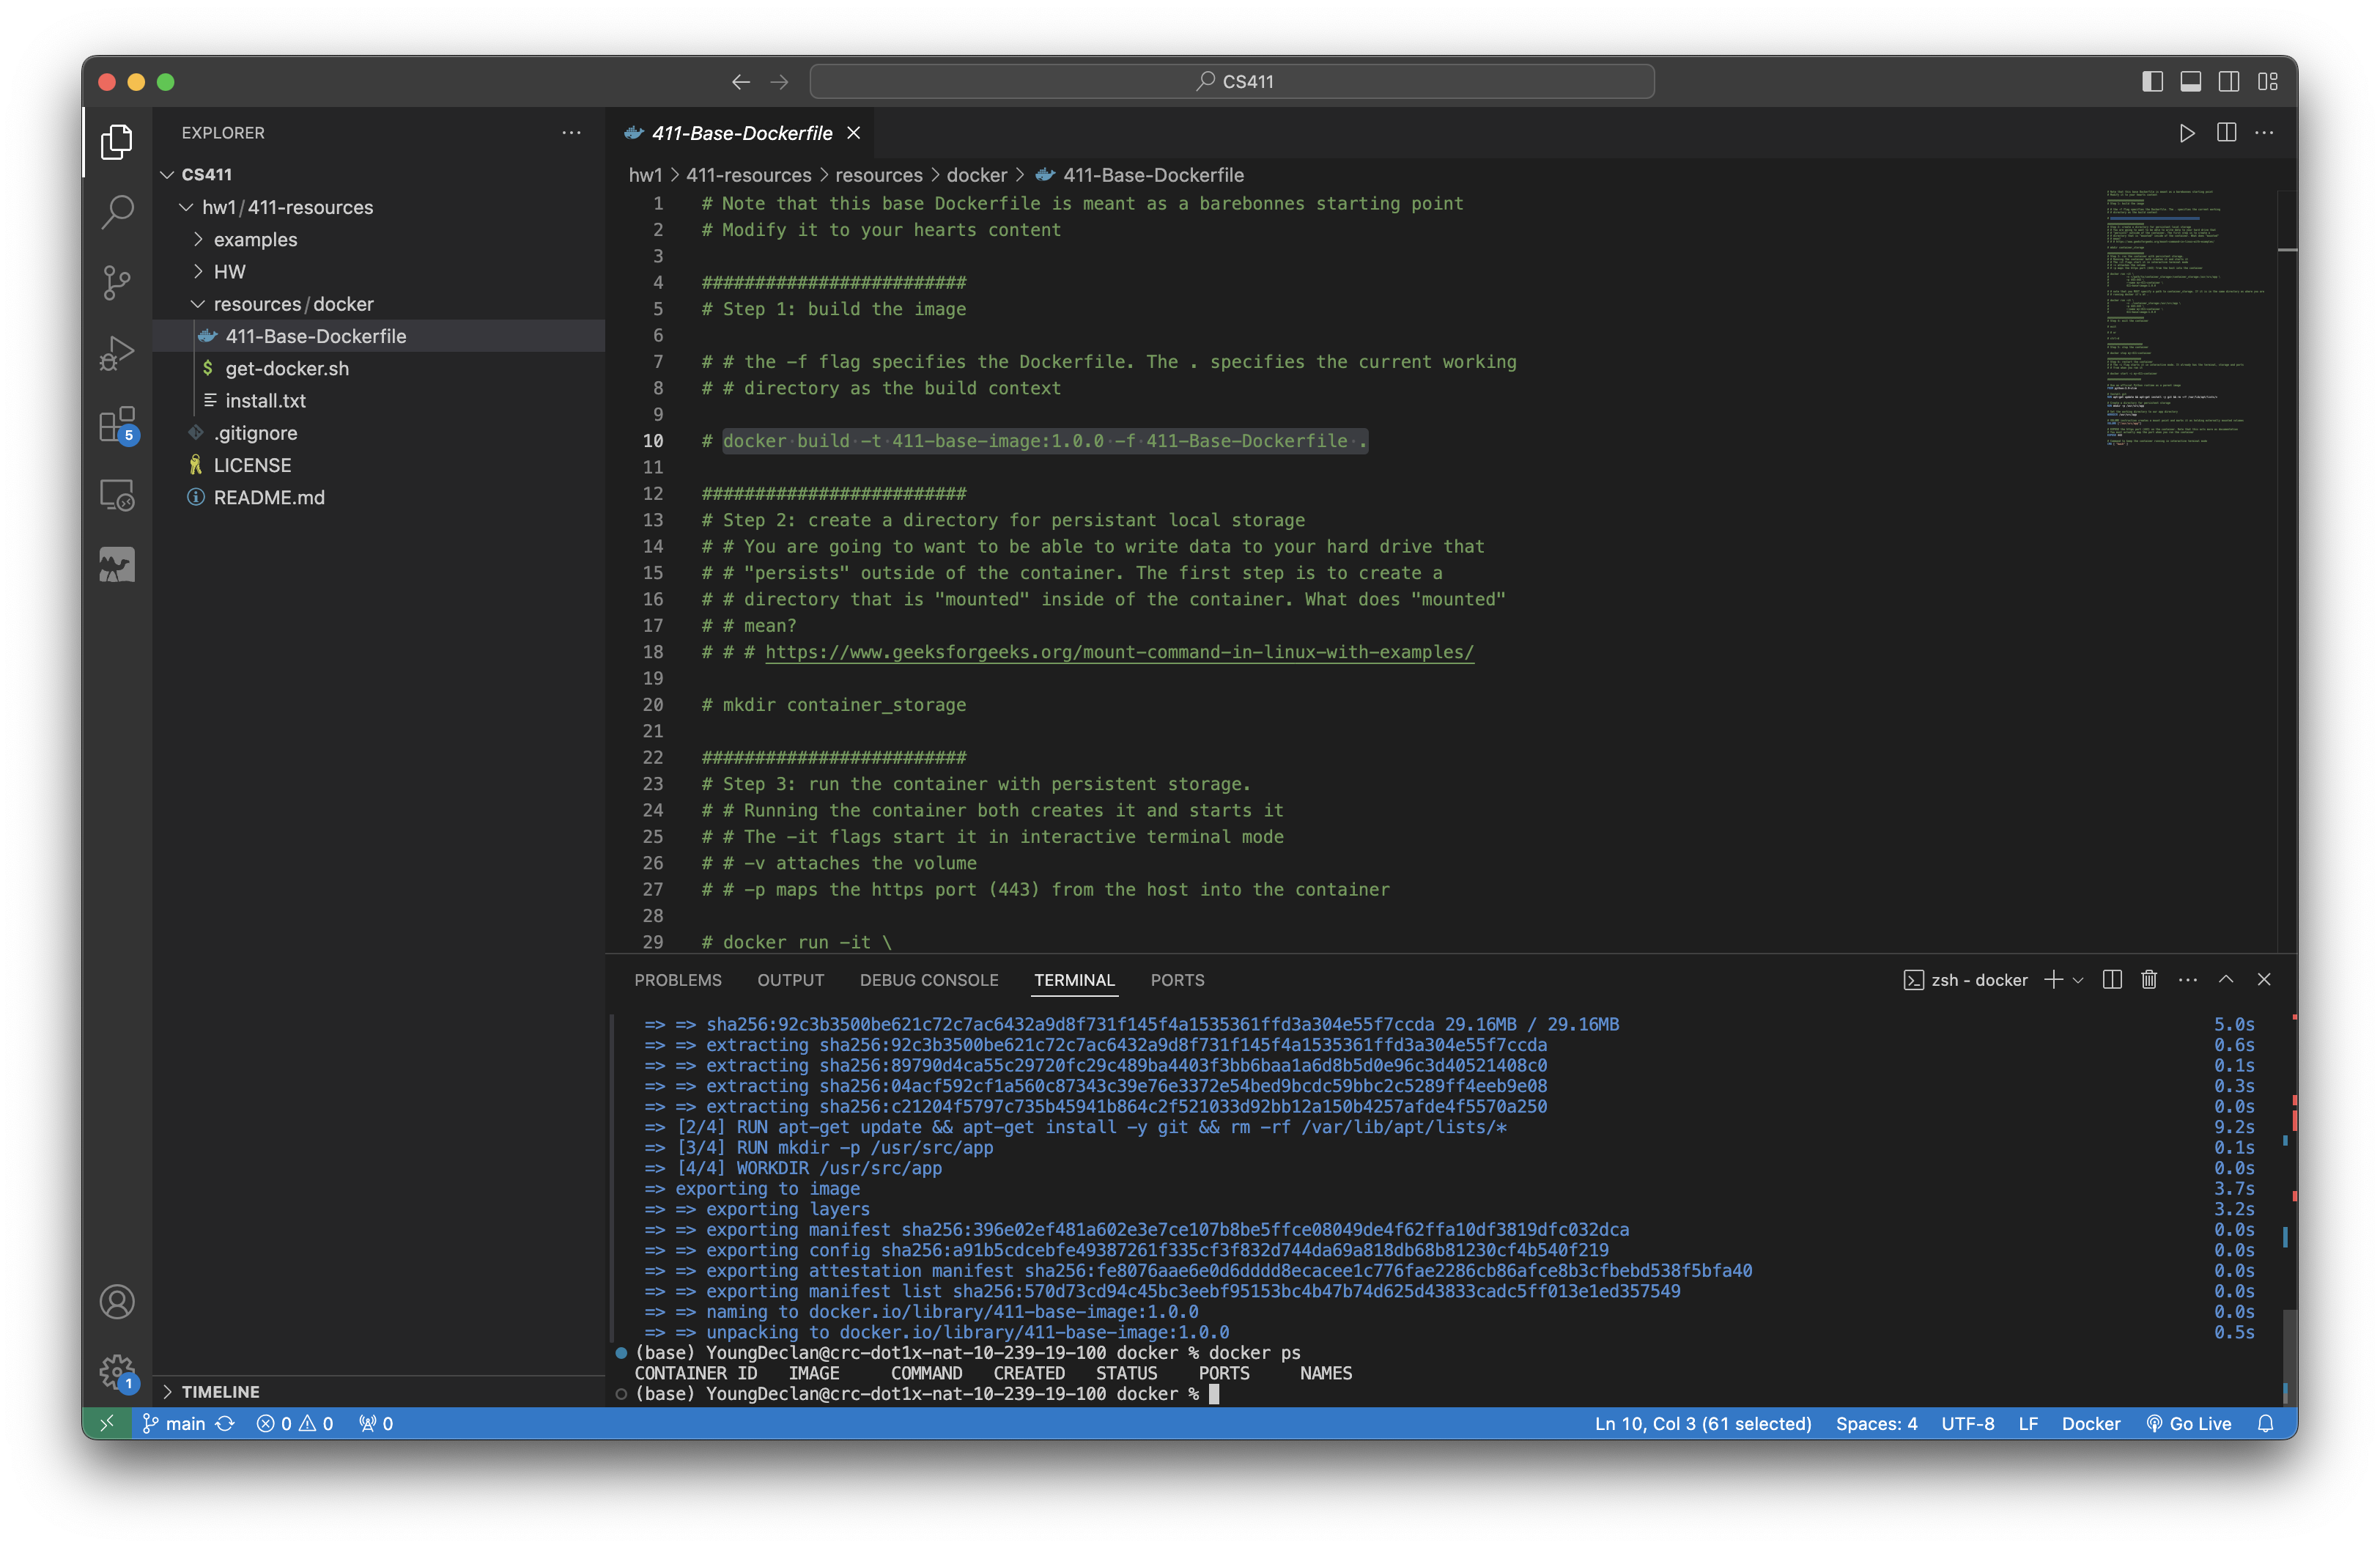 CS411
EXPLORER
CS411
hw1/411-resources
examples
HW
resources/docker
411-Base-Dockerfile
$ get-docker.sh
install.txt
.gitignore
LICENSE
README.md
5
1
TIMELINE
411-Base-Dockerfile
hw1 > 411-resources > resources > docker > 411-Base-Dockerfile
1 # Note that this base Dockerfile is meant as a barebonnes starting point
2 # Modify it to your hearts content
3
4 #########################
5 # Step 1: build the image
6
7 # # the -f flag specifies the Dockerfile. The . specifies the current working
8 # # directory as the build context
9
10 # docker build -t 411-base-image:1.0.0 -f 411-Base-Dockerfile .
11
12 #########################
13 # Step 2: create a directory for persistant local storage
14 # # You are going to want to be able to write data to your hard drive that
15 # # "persists" outside of the container. The first step is to create a
16 # # directory that is "mounted" inside of the container. What does "mounted"
17 # # mean?
18 # # # https://www.geeksforgeeks.org/mount-command-in-linux-with-examples/
19
20 # mkdir container_storage
21
22 #########################
23 # Step 3: run the container with persistent storage.
24 # # Running the container both creates it and starts it
25 # # The -it flags start it in interactive terminal mode
26 # # -v attaches the volume
27 # # -p maps the https port (443) from the host into the container
28
29 # docker run -it \
PROBLEMS OUTPUT DEBUG CONSOLE TERMINAL PORTS zsh - docker
=> => sha256:92c3b3500be621c72c7ac6432a9d8f731f145f4a1535361ffd3a304e55f7ccda 29.16MB / 29.16MB 5.0s
=> => extracting sha256:92c3b3500be621c72c7ac6432a9d8f731f145f4a1535361ffd3a304e55f7ccda 0.6s
=> => extracting sha256:89790d4ca55c29720fc29c489ba4403f3bb6baa1a6d8b5d0e96c3d40521408c0 0.1s
=> => extracting sha256:04acf592cf1a560c87343c39e76e3372e54bed9bcdc59bbc2c5289ff4eeb9e08 0.3s
=> => extracting sha256:c21204f5797c735b45941b864c2f521033d92bb12a150b4257afde4f5570a250 0.0s
=> [2/4] RUN apt-get update && apt-get install -y git && rm -rf /var/lib/apt/lists/* 9.2s
=> [3/4] RUN mkdir -p /usr/src/app 0.1s
=> [4/4] WORKDIR /usr/src/app 0.0s
=> exporting to image 3.7s
=> => exporting layers 3.2s
=> => exporting manifest sha256:396e02ef481a602e3e7ce107b8be5ffce08049de4f62ffa10df3819dfc032dca 0.0s
=> => exporting config sha256:a91b5cdcebfe49387261f335cf3f832d744da69a818db68b81230cf4b540f219 0.0s
=> => exporting attestation manifest sha256:fe8076aae6e0d6dddd8ecacee1c776fae2286cb86afce8b3cfbebd538f5bfa40 0.0s
=> => exporting manifest list sha256:570d73cd94c45bc3eebf95153bc4b47b74d625d43833cadc5ff013e1ed357549 0.0s
=> => naming to docker.io/library/411-base-image:1.0.0 0.0s
=> => unpacking to docker.io/library/411-base-image:1.0.0 0.5s
(base) YoungDeclan@crc-dot1x-nat-10-239-19-100 docker % docker ps
CONTAINER ID IMAGE COMMAND CREATED STATUS PORTS NAMES
(base) YoungDeclan@crc-dot1x-nat-10-239-19-100 docker %
main 0 0 0 Ln 10, Col 3 (61 selected) Spaces: 4 UTF-8 LF Docker Go Live